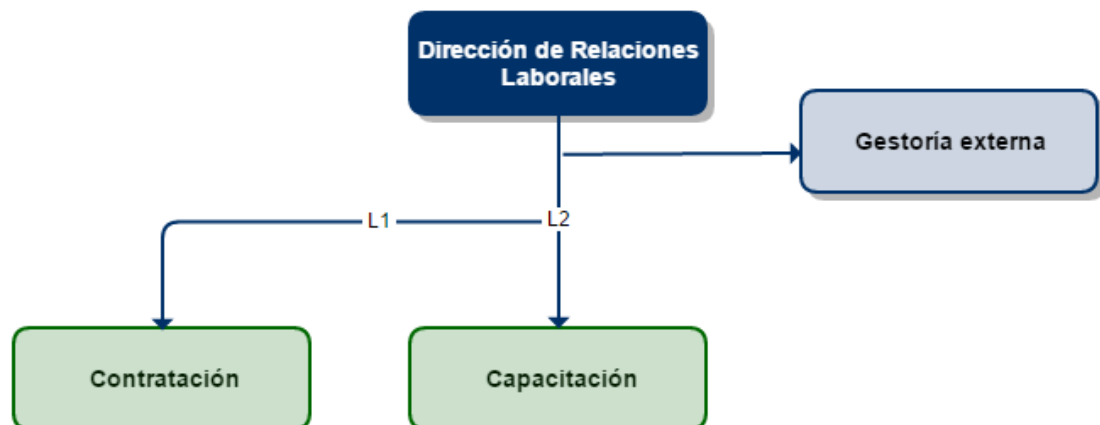 Dirección de Relaciones
Laborales
Gestoría externa
L1
L2
Contratación
Capacitación